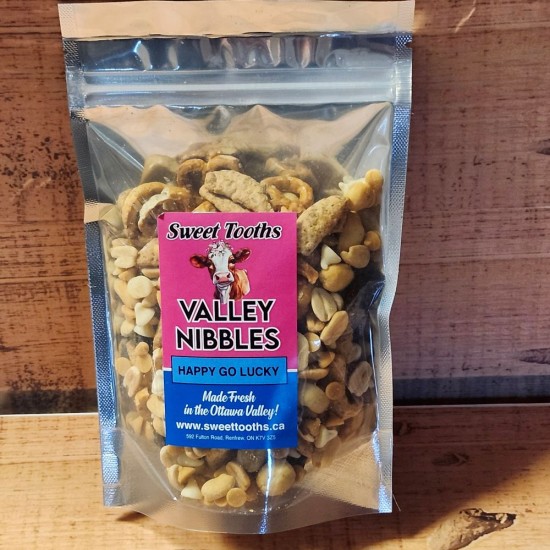 Sweet Tooths
VALLEY
NIBBLES
HAPPY GO LUCKY
Made Fresh
in the Ottawa Valley!
www.sweettooths.ca
592 Fulton Road, Renfrew, ON K7V 3Z5